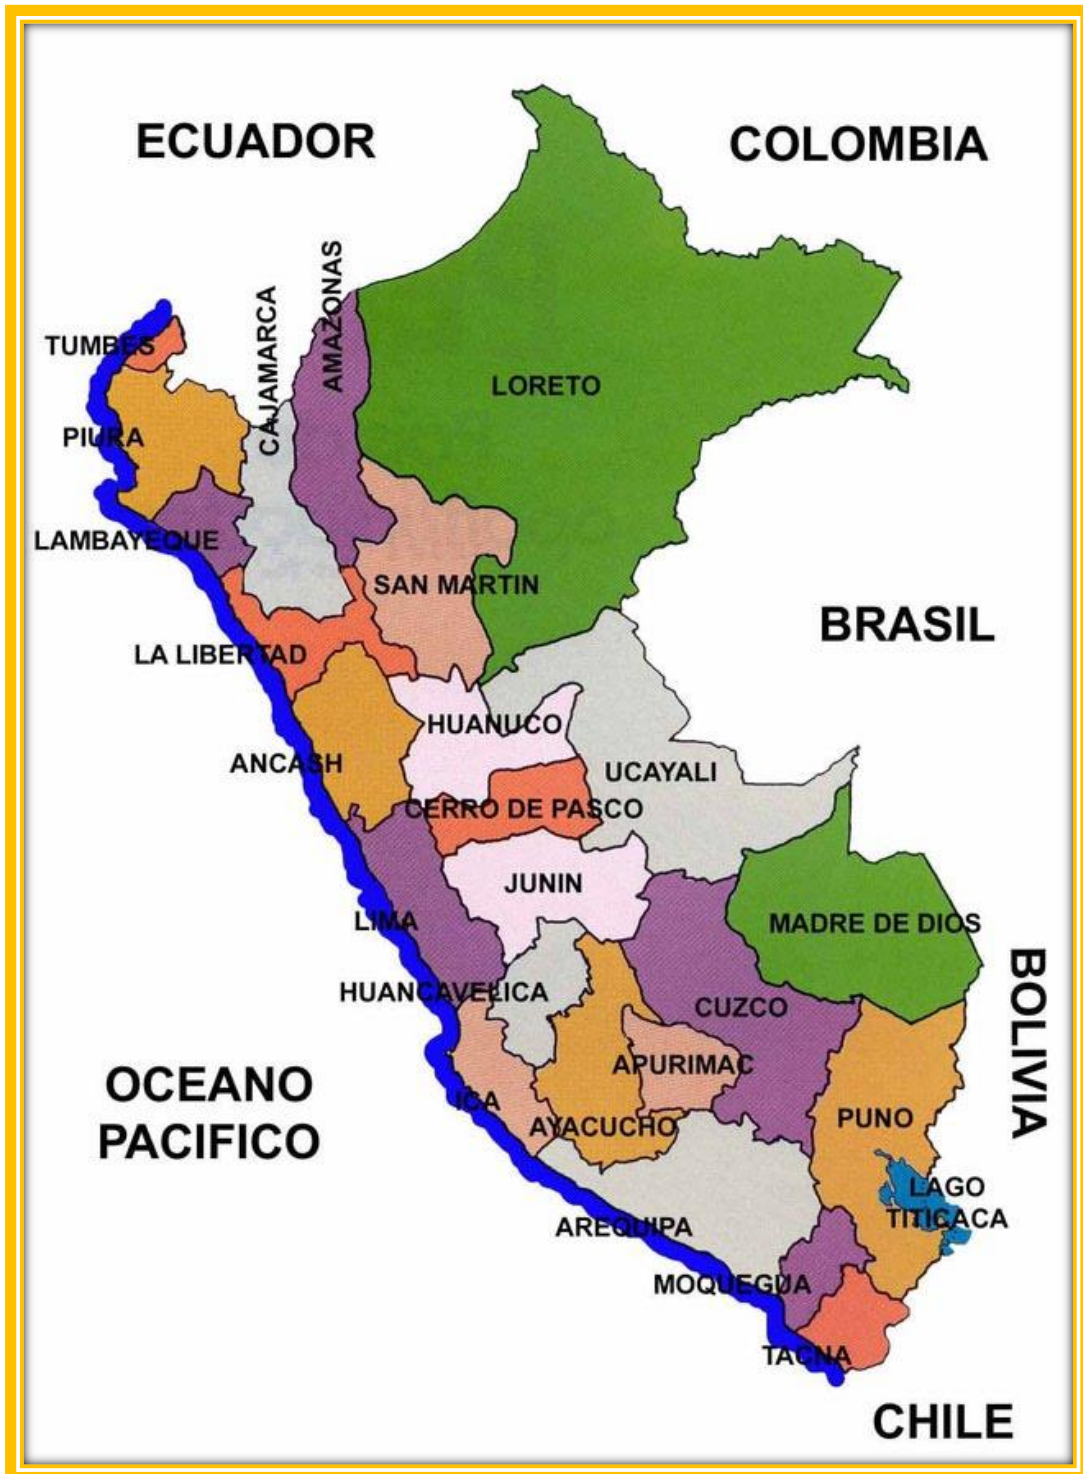 ECUADOR
COLOMBIA
AMAZONAS
CAJAMARCA
TUMBES
LORETO
PIURA
LAMBAYEQUE
SAN MARTIN
BRASIL
LA LIBERTAD
HUANUCO
ANCASH
UCAYALI
CERRO DE PASCO
JUNIN
LIMA
MADRE DE DIOS
HUANCAVELICA
CUZCO
BOLIVIA
APURIMAC
OCEANO
PACIFICO
ICA
AYACUCHO
PUNO
LAGO
TITICACA
AREQUIPA
MOQUEGUA
TACNA
CHILE